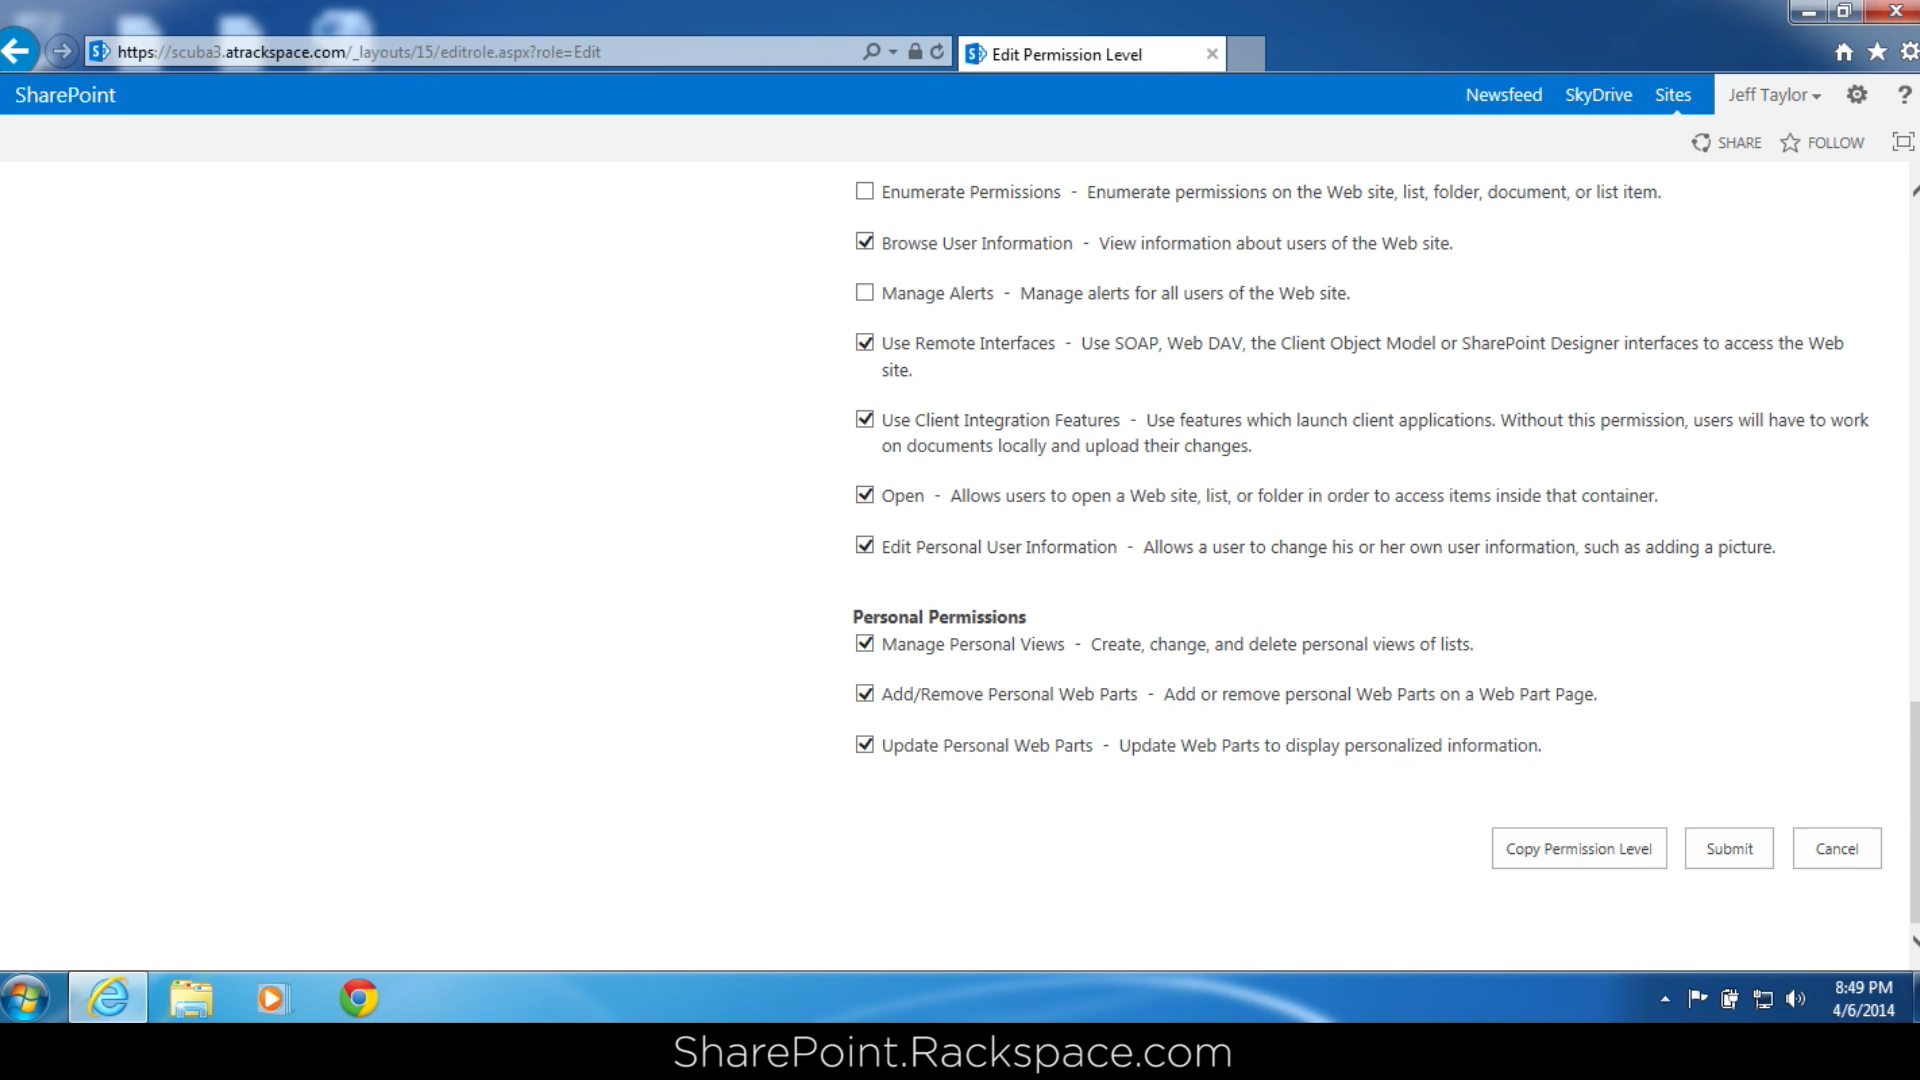 https://scuba3.atrackspace.com/_layouts/15/editrole.aspx?role=Edit
Edit Permission Level
SharePoint
Newsfeed SkyDrive Sites Jeff Taylor ?
SHARE FOLLOW
Enumerate Permissions - Enumerate permissions on the Web site, list, folder, document, or list item.
Browse User Information - View information about users of the Web site.
Manage Alerts - Manage alerts for all users of the Web site.
Use Remote Interfaces - Use SOAP, Web DAV, the Client Object Model or SharePoint Designer interfaces to access the Web
site.
Use Client Integration Features - Use features which launch client applications. Without this permission, users will have to work
on documents locally and upload their changes.
Open - Allows users to open a Web site, list, or folder in order to access items inside that container.
Edit Personal User Information - Allows a user to change his or her own user information, such as adding a picture.
Personal Permissions
Manage Personal Views - Create, change, and delete personal views of lists.
Add/Remove Personal Web Parts - Add or remove personal Web Parts on a Web Part Page.
Update Personal Web Parts - Update Web Parts to display personalized information.
Copy Permission Level Submit Cancel
8:49 PM
4/6/2014
SharePoint.Rackspace.com